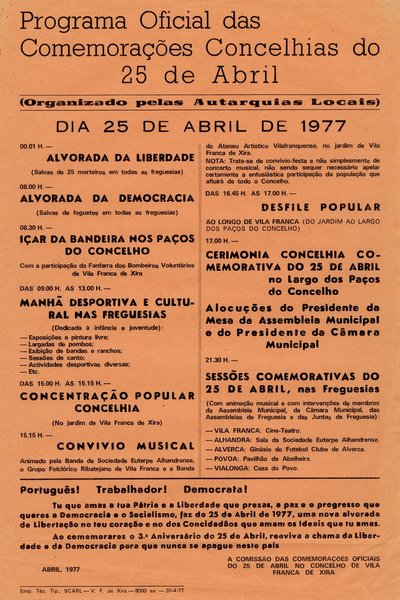 Programa Oficial das
Comemorações Concelhias do
25 de Abril
(Organizado pelas Autarquias Locais)
DIA 25 DE ABRIL DE 1977
00.01 H. —
ALVORADA DA LIBERDADE
(Salvas de 25 morteiros em todas as freguesias)
08.00 H. —
ALVORADA DA DEMOCRACIA
(Salvas de foguetes em todas as freguesias)
08.30 H. —
IÇAR DA BANDEIRA NOS PAÇOS
DO CONCELHO
Com a participação da Fanfarra dos Bombeiros Voluntários
de Vila Franca de Xira
DAS 09.00 H. AS 13.00 H. —
MANHÃ DESPORTIVA E CULTU-
RAL NAS FREGUESIAS
(Dedicada à infância e juventude):
— Exposições e pintura livre;
— Largadas de pombos;
— Exibição de bandas e ranchos;
— Sessões de canto;
— Actividades desportivas diversas;
— Etc.
DAS 15.00 H. AS 15.15 H. —
CONCENTRAÇÃO POPULAR
CONCELHIA
(No jardim de Vila Franca de Xira)
15.15 H. —
CONVIVIO MUSICAL
Animado pela Banda da Sociedade Euterpe Alhandrense,
o Grupo Folclórico Ribatejano de Vila Franca e a Banda
do Ateneu Artístico Vilafranquense, no jardim de Vila
Franca de Xira.
NOTA: Trata-se de convivio-festa e não simplesmente de
concerto musical, não sendo sequer necessário apelar
certamente a entusiástica participação da população que
afluirá de todo o Concelho.
DAS 16.45 H. AS 17.00 H. —
DESFILE POPULAR
AO LONGO DE VILA FRANCA (DO JARDIM AO LARGO
DOS PAÇOS DO CONCELHO)
17.00 H. —
CERIMONIA CONCELHIA CO-
MEMORATIVA DO 25 DE ABRIL
no Largo dos Paços
do Concelho
Alocuções do Presidente da
Mesa da Assembleia Municipal
e do Presidente da Câmara
Municipal
21.30 H. —
SESSÕES COMEMORATIVAS DO
25 DE ABRIL, nas Freguesias
(Com animação musical e com intervenções de membros
da Assembleia Municipal, da Câmara Municipal, das
Assembleias de Freguesia e das Juntas de Freguesia):
— VILA FRANCA: Cine-Teatro.
— ALHANDRA: Sala da Sociedade Euterpe Alhandrense.
— ALVERCA: Ginásio do Futebol Clube de Alverca.
— POVOA: Pavilhão da Abelheira.
— VIALONGA: Casa do Povo.
Português! Trabalhador! Democrata!
Tu que amas a tua Pátria e a Liberdade que prezas, a paz e o progresso que
queres a Democracia e o Socialismo, faz do 25 de Abril de 1977, uma nova alvorada
de Libertação no teu coração e no dos Concidadãos que amam os Ideais que tu amas.
Ao comemorares o 3.º Aniversário do 25 de Abril, reaviva a chama da Liber-
dade e da Democracia para que nunca se apague neste país
ABRIL, 1977
A COMISSÃO DAS COMEMORAÇÕES OFICIAIS
DO 25 DE ABRIL NO CONCELHO DE VILA
FRANCA DE XIRA
Emp. Téc. Tip., SCARL — V. F. de Xira — 8000 ex. — 20-4-77